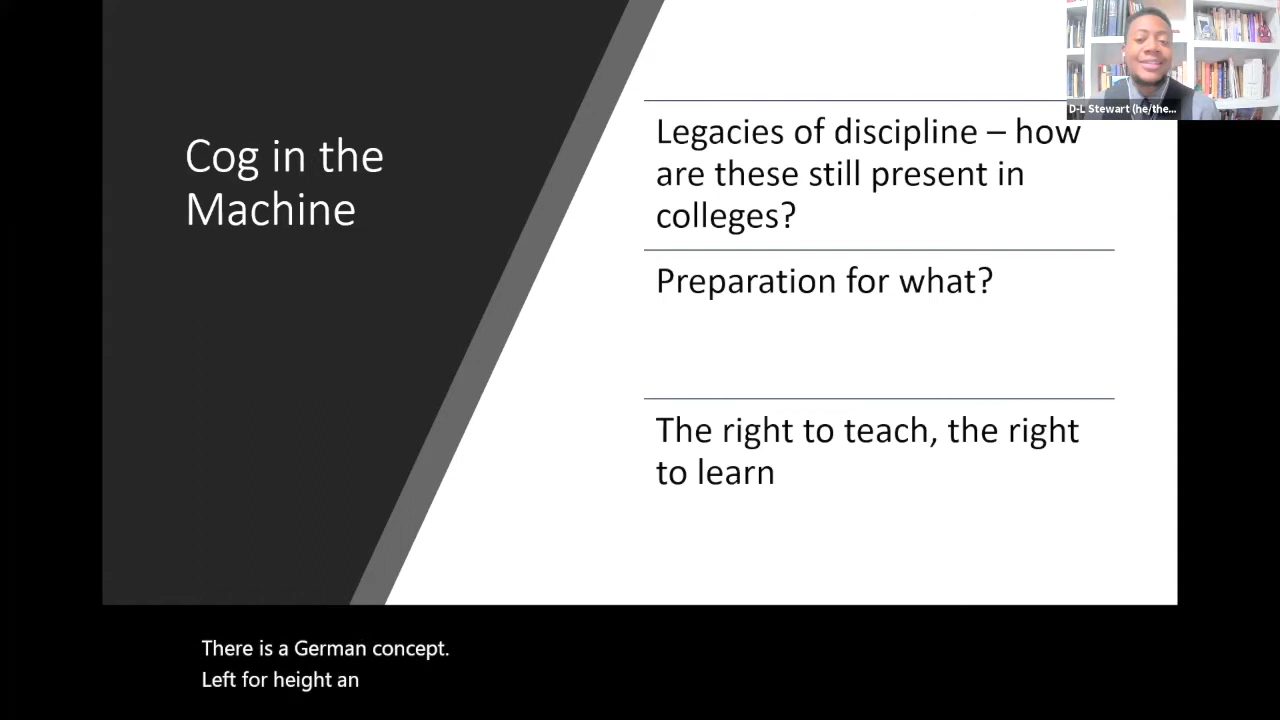 D-L Stewart (he/the...
Cog in the
Machine
Legacies of discipline – how
are these still present in
colleges?
Preparation for what?
The right to teach, the right
to learn
There is a German concept.
Left for height an